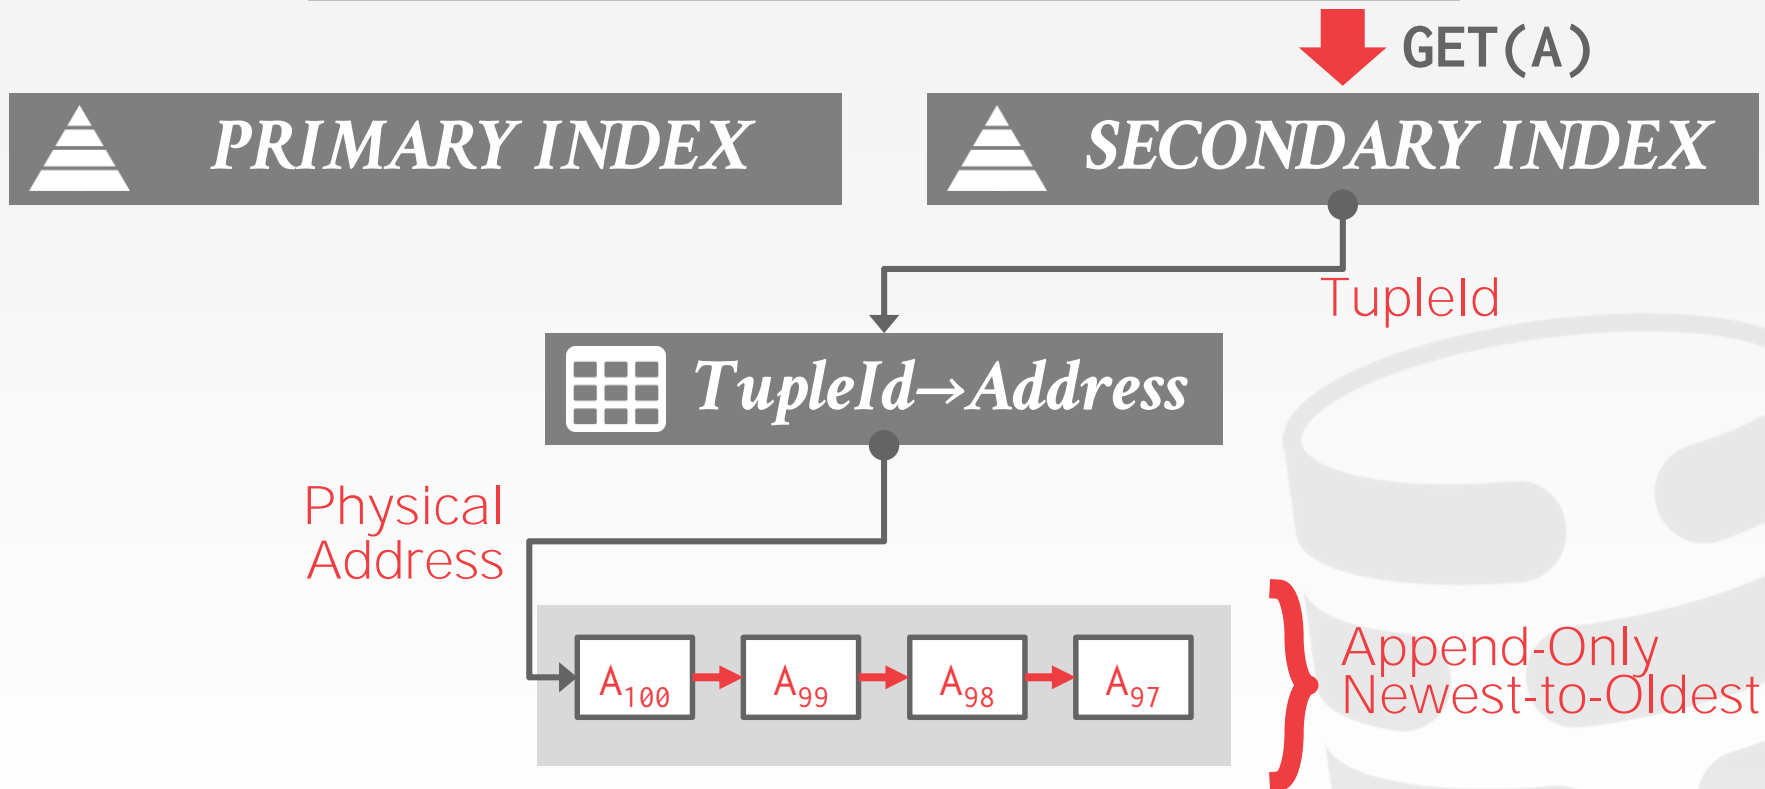 GET(A)
PRIMARY INDEX
SECONDARY INDEX
TupleId
TupleId→Address
Physical
Address
A100
A99
A98
A97
Append-Only
Newest-to-Oldest